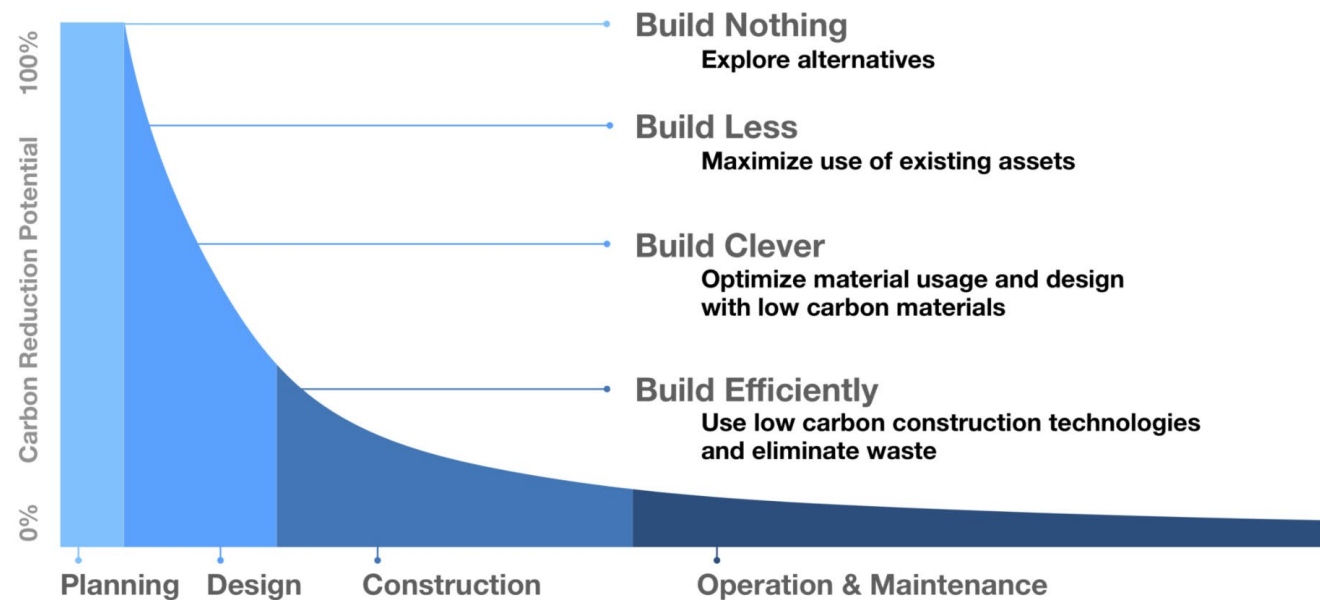 Build Nothing
Explore alternatives
Build Less
Maximize use of existing assets
Build Clever
Optimize material usage and design
with low carbon materials
Build Efficiently
Use low carbon construction technologies
and eliminate waste
100%
Carbon Reduction Potential
0%
Planning
Design
Construction
Operation & Maintenance